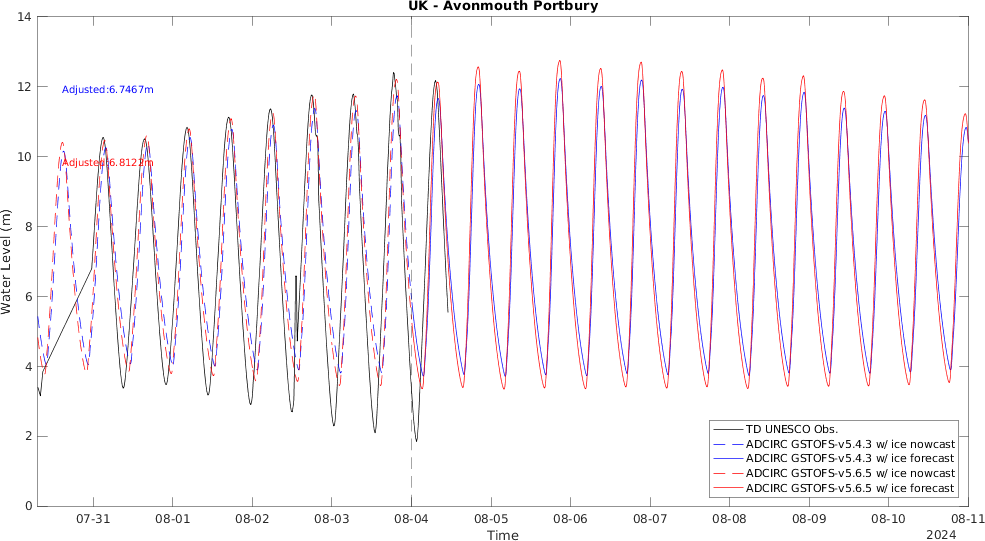 UK - Avonmouth Portbury
14
12
10
8
6
4
2
0
Water Level (m)
Adjusted:6.7467m
Adjusted:6.8122m
TD UNESCO Obs.
ADCIRC GSTOFS-v5.4.3 w/ ice nowcast
ADCIRC GSTOFS-v5.4.3 w/ ice forecast
ADCIRC GSTOFS-v5.6.5 w/ ice nowcast
ADCIRC GSTOFS-v5.6.5 w/ ice forecast
07-31 08-01 08-02 08-03 08-04 08-05 08-06 08-07 08-08 08-09 08-10 08-11
Time
2024